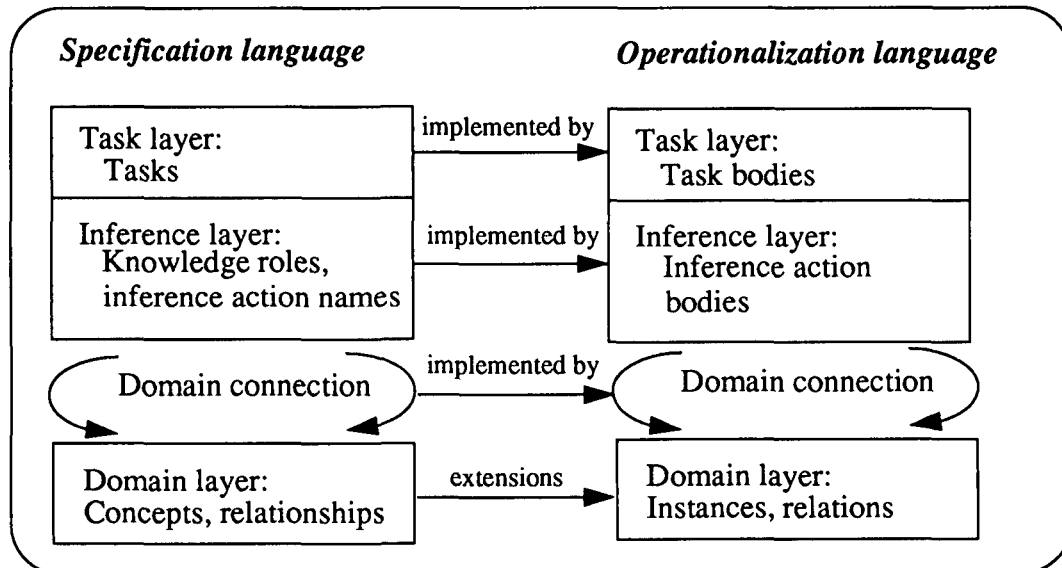 Specification language
Operationalization language
Task layer:
Tasks
implemented by
Task layer:
Task bodies
Inference layer:
Knowledge roles,
inference action names
implemented by
Inference layer:
Inference action
bodies
Domain connection
implemented by
Domain connection
Domain layer:
Concepts, relationships
extensions
Domain layer:
Instances, relations